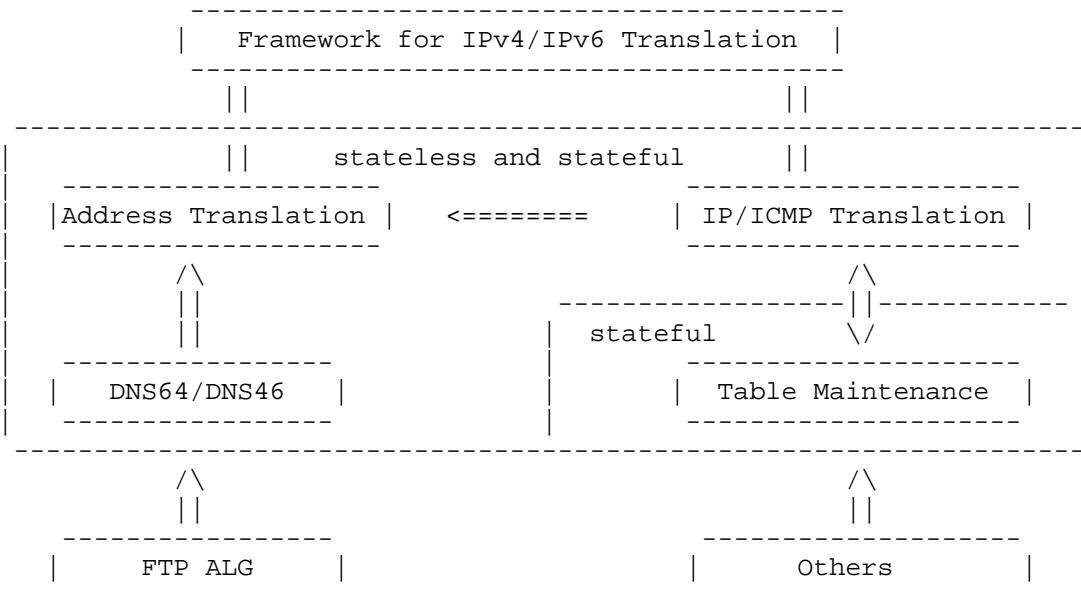 Framework for IPv4/IPv6 Translation
stateless and stateful
Address Translation <======== IP/ICMP Translation
stateful
DNS64/DNS46 Table Maintenance
FTP ALG Others